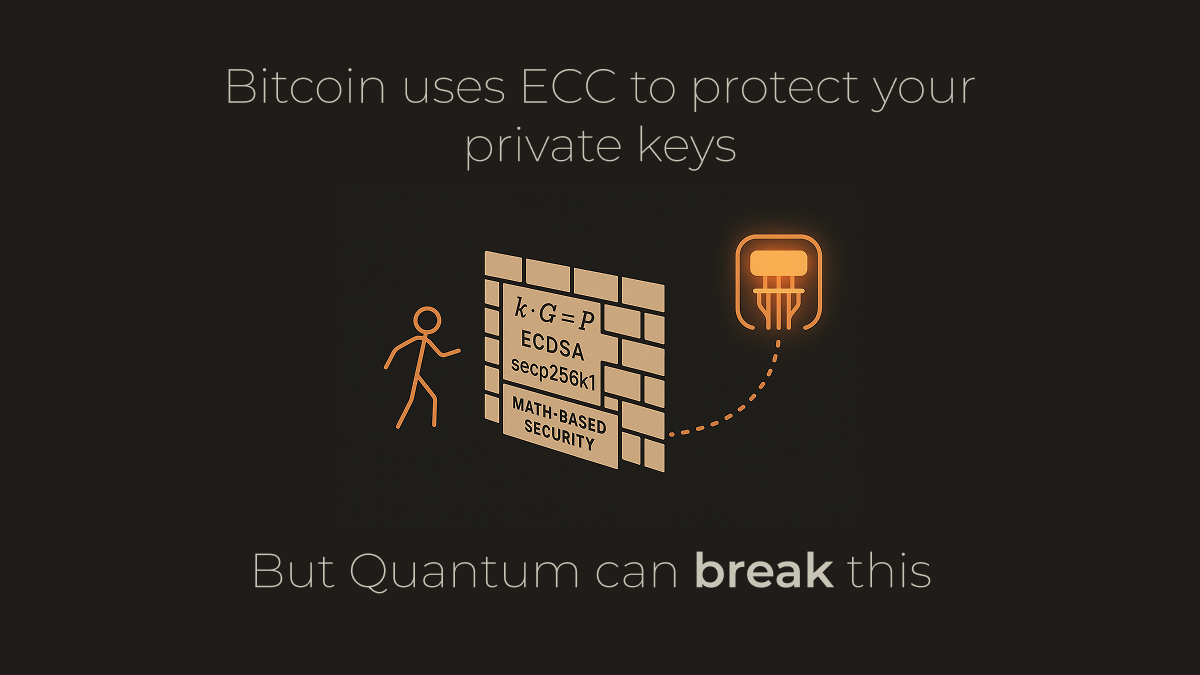 Bitcoin uses ECC to protect your
private keys
k · G = P
ECDSA
secp256k1
MATH-BASED
SECURITY
But Quantum can break this